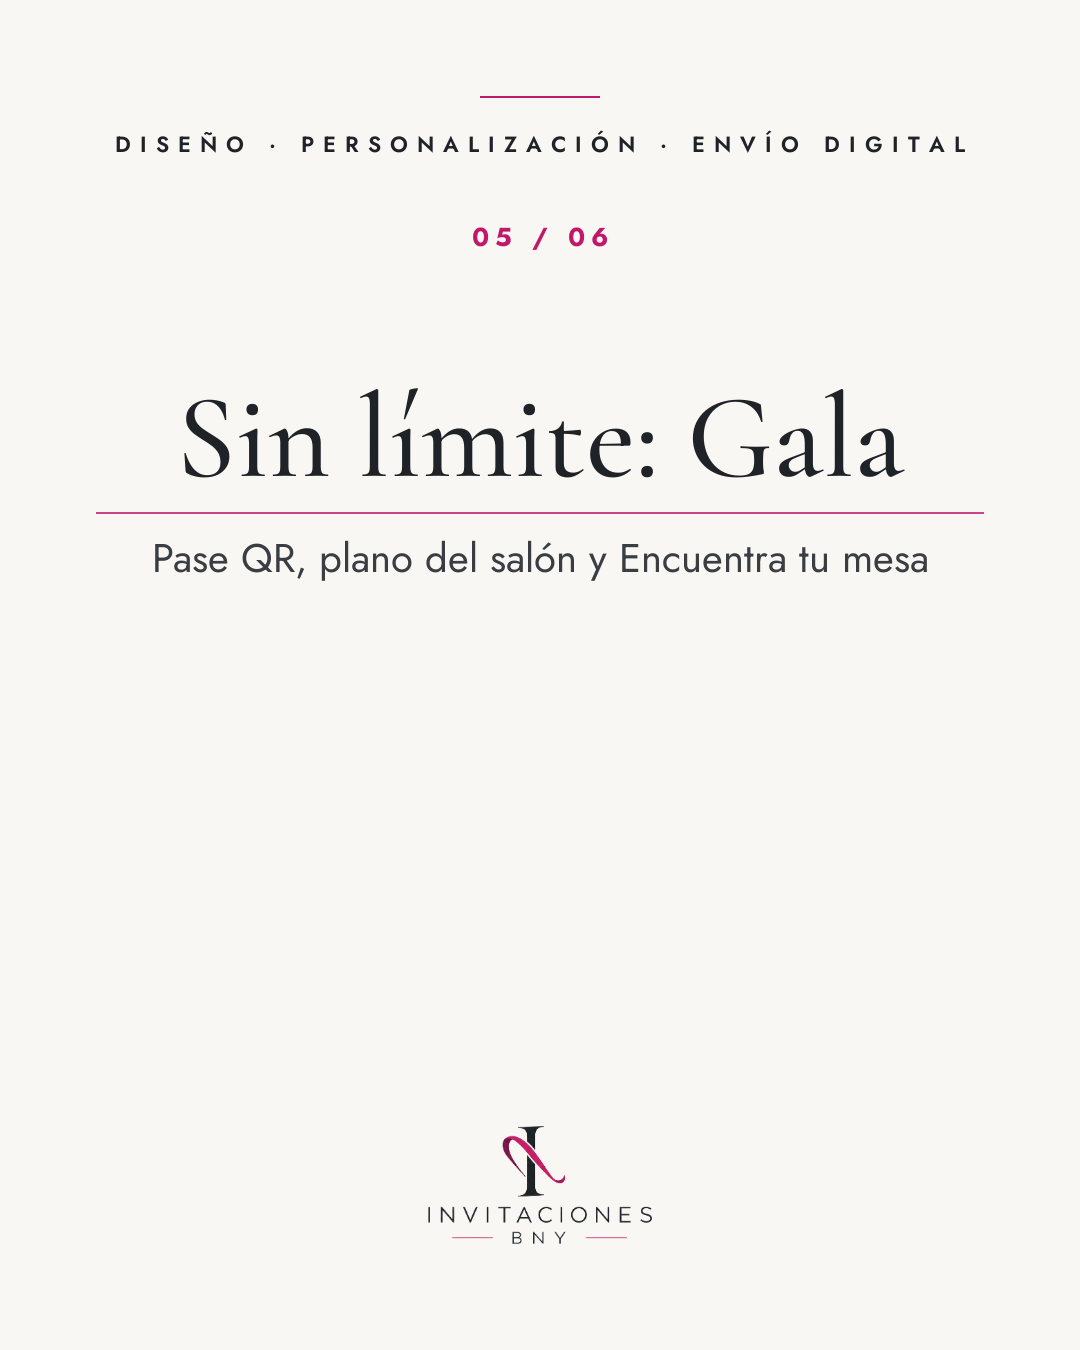 DISEÑO · PERSONALIZACIÓN · ENVÍO DIGITAL
05 / 06
Sin límite: Gala
Pase QR, plano del salón y Encuentra tu mesa
INVITACIONES
BNY